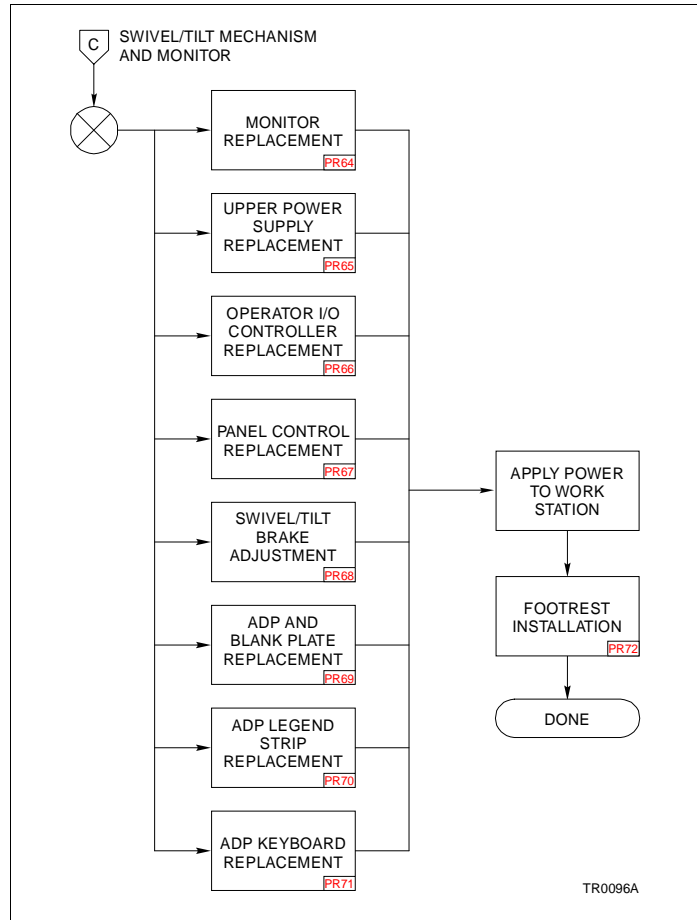 C
SWIVEL/TILT MECHANISM
AND MONITOR
MONITOR
REPLACEMENT
PR64
UPPER POWER
SUPPLY
REPLACEMENT
PR65
OPERATOR I/O
CONTROLLER
REPLACEMENT
PR66
PANEL CONTROL
REPLACEMENT
PR67
SWIVEL/TILT
BRAKE
ADJUSTMENT
PR68
ADP AND
BLANK PLATE
REPLACEMENT
PR69
ADP LEGEND
STRIP
REPLACEMENT
PR70
ADP KEYBOARD
REPLACEMENT
PR71
APPLY POWER
TO WORK
STATION
FOOTREST
INSTALLATION
PR72
DONE
TR0096A